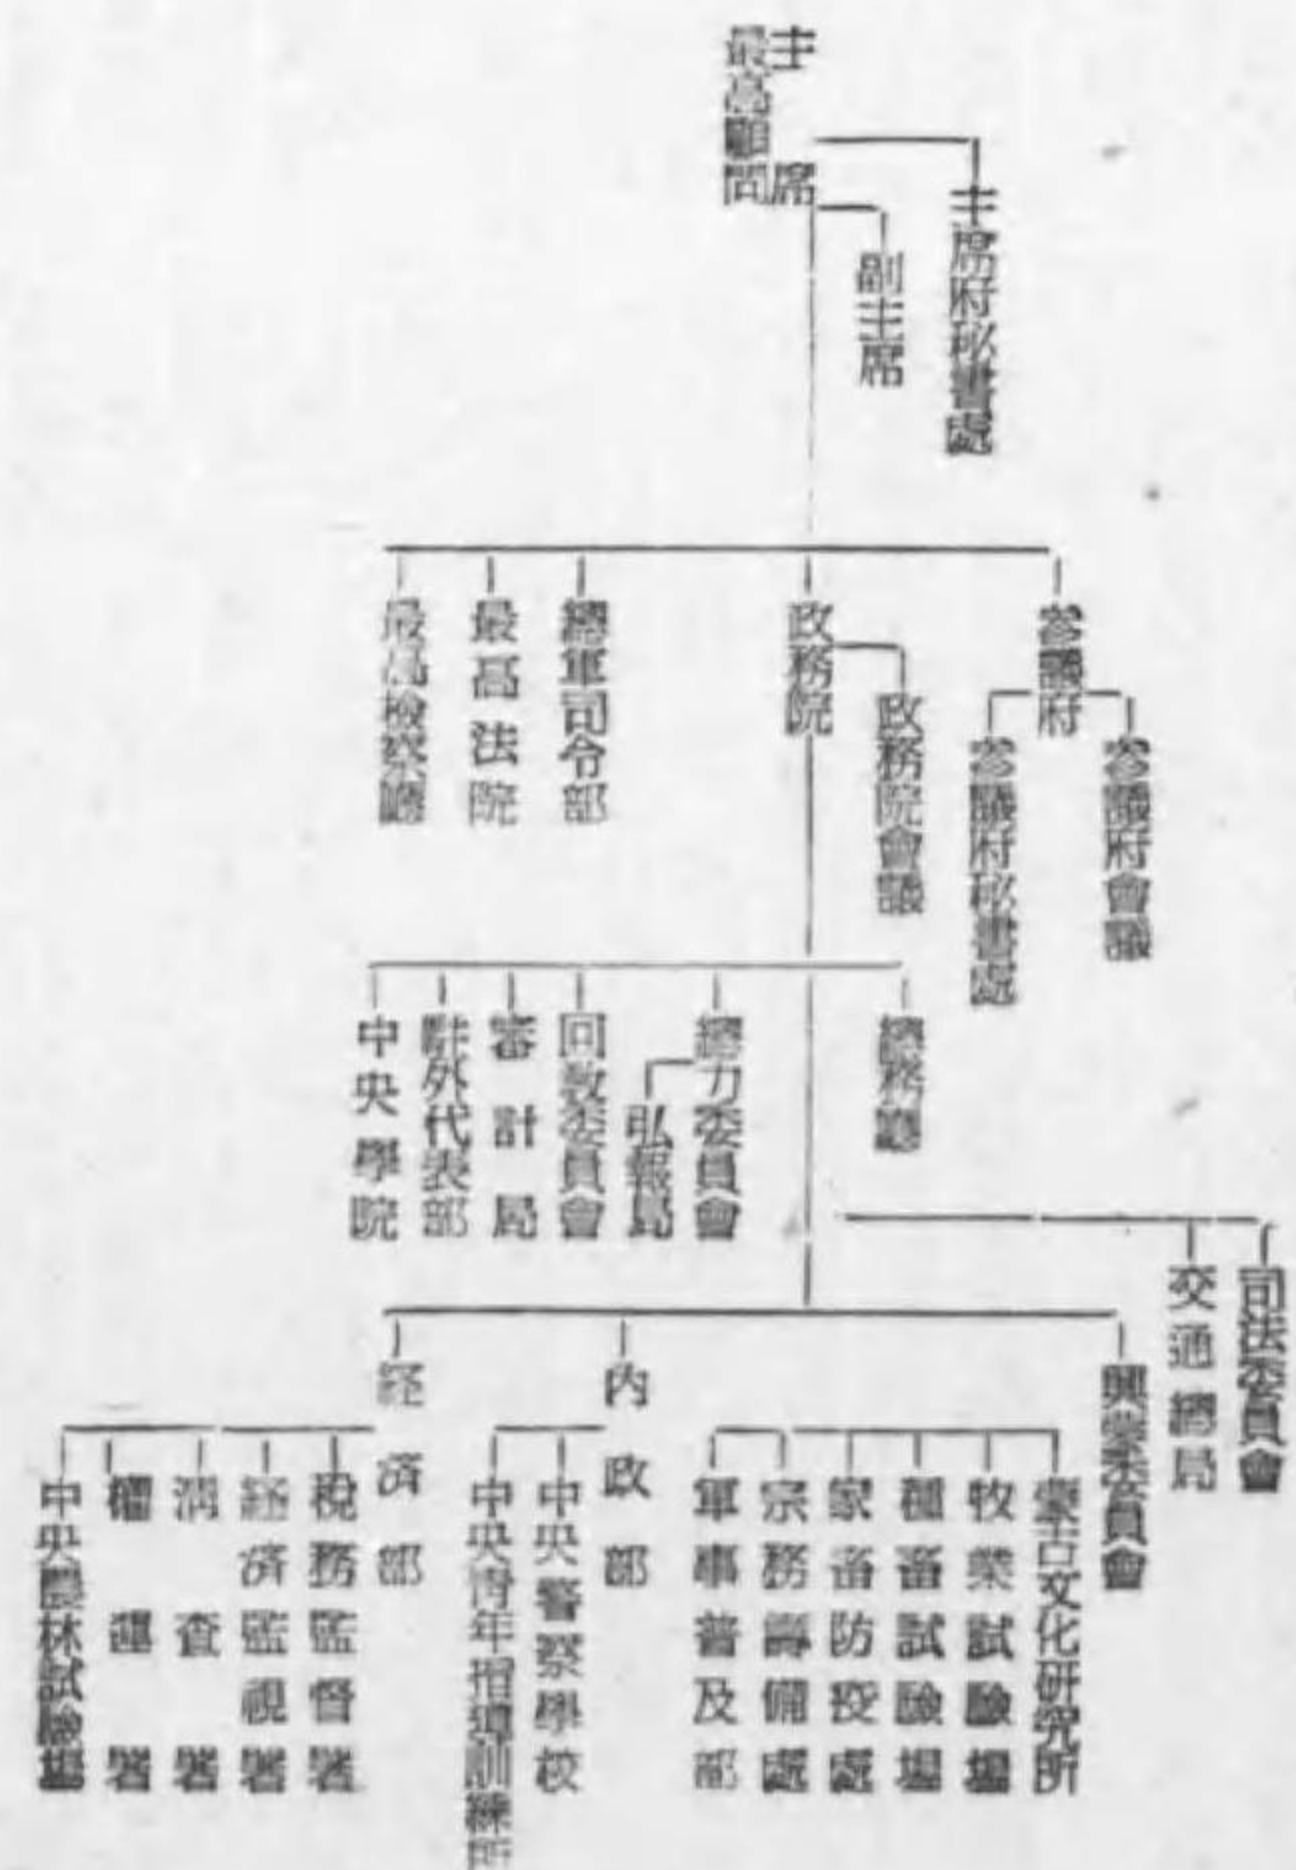 主席
最高顧問
主席府秘書處
副主席
參議府
參議府會議
參議府秘書處
政務院
政務院會議
總軍司令部
最高法院
最高檢察廳
總務廳
總力委員會
弘報局
回教委員會
審計局
駐外代表部
中央學院
司法委員會
交通總局
興蒙委員會
蒙古文化研究所
牧業試驗場
種畜試驗場
家畜防疫處
宗務籌備處
軍事普及部
內政部
中央警察學校
中央青年指導訓練所
経済部
稅務監督署
経済監視署
清查署
榷運署
中央農林試驗場